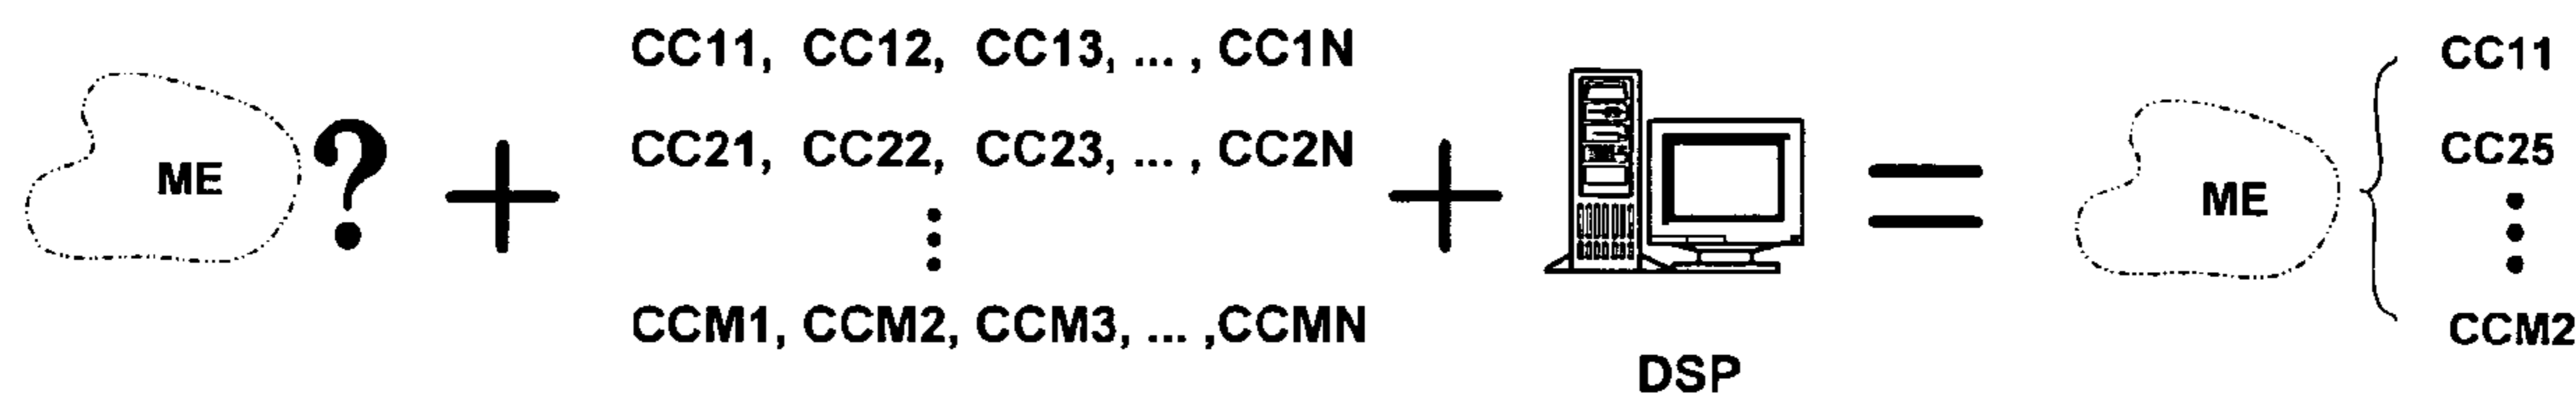 ME ?
+
CC11, CC12, CC13, ... , CC1N
CC21, CC22, CC23, ... , CC2N
⋮
CCM1, CCM2, CCM3, ... ,CCMN
+
DSP
=
ME
CC11
CC25
⋮
CCM2